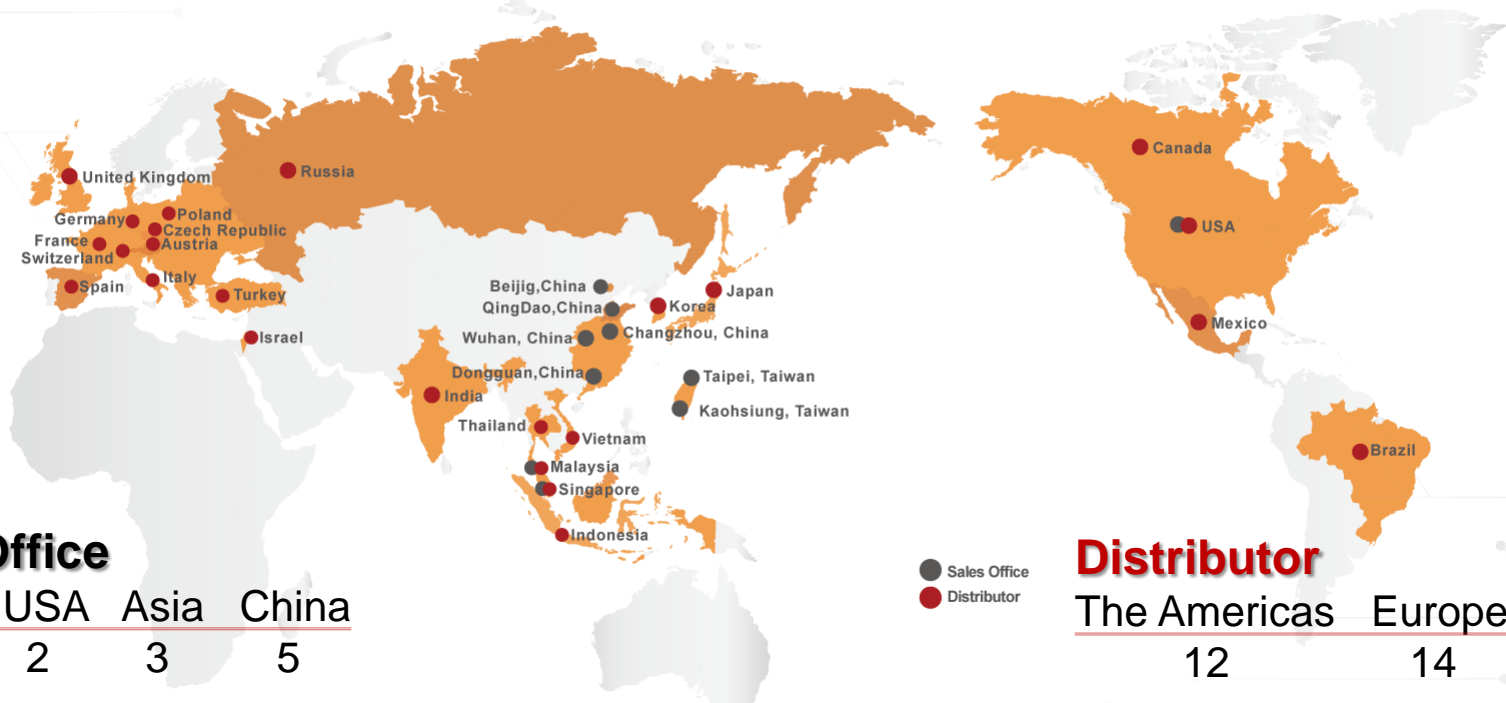 Canada
United Kingdom
Russia
Germany
Poland
USA
Czech Republic
France
Austria
Switzerland
Italy
Spain
Turkey
Beijig,China
Japan
QingDao,China
Korea
Mexico
Israel
Wuhan, China
Changzhou, China
Dongguan,China
Taipei, Taiwan
India
Kaohsiung, Taiwan
Thailand
Vietnam
Brazil
Malaysia
Singapore
Indonesia
Office
USA Asia China
2 3 5
Sales Office
Distributor
Distributor
The Americas Europe
12 14